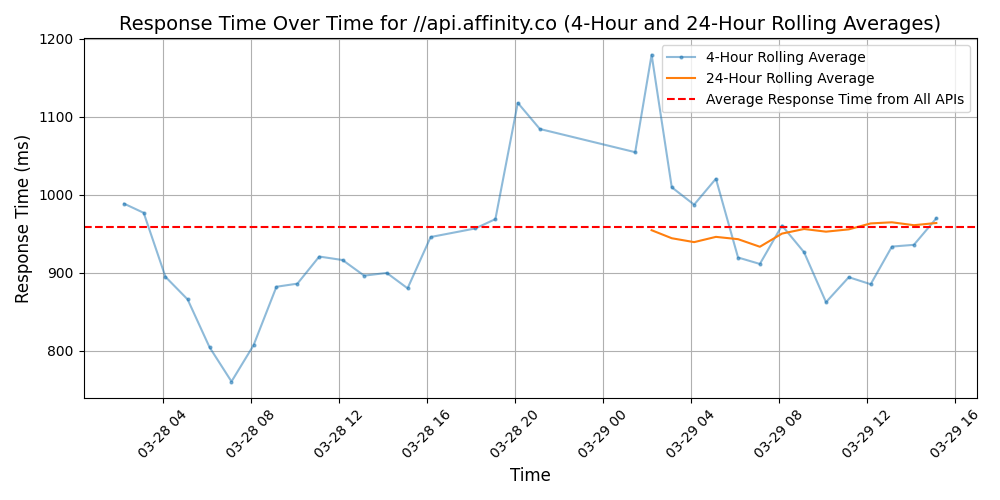 Response Time Over Time for //api.affinity.co (4-Hour and 24-Hour Rolling Averages)
1200
1100
1000
900
800
Response Time (ms)
4-Hour Rolling Average
24-Hour Rolling Average
Average Response Time from All APIs
03-28 04
03-28 08
03-28 12
03-28 16
03-28 20
03-29 00
03-29 04
03-29 08
03-29 12
03-29 16
Time